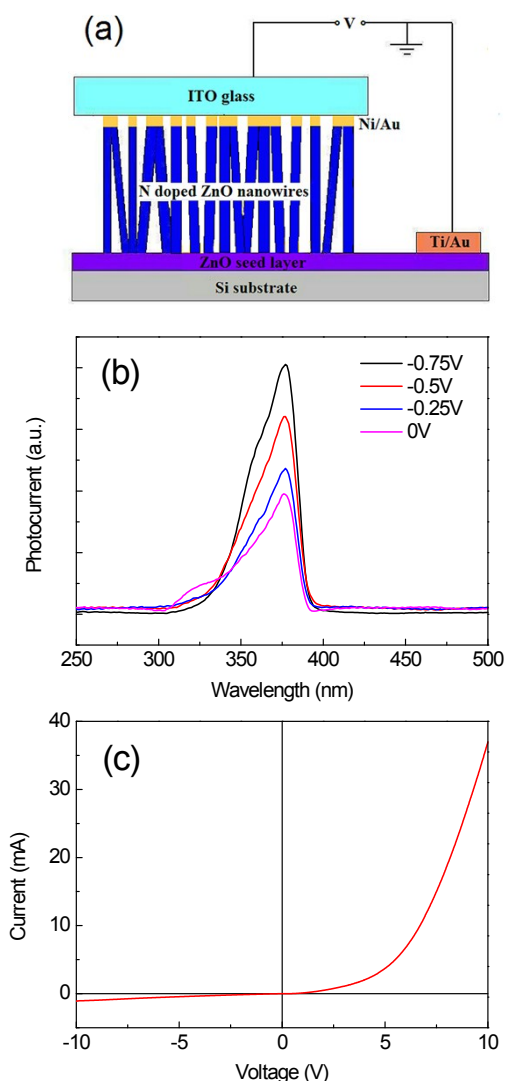 (a)
V
ITO glass
Ni/Au
N doped ZnO nanowires
Ti/Au
ZnO seed layer
Si substrate
(b)
-0.75V
-0.5V
-0.25V
0V
Photocurrent (a.u.)
250 300 350 400 450 500
Wavelength (nm)
(c)
40
30
20
10
0
Current (mA)
-10 -5 0 5 10
Voltage (V)